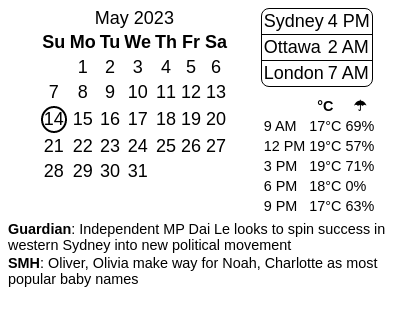 May 2023
Su Mo Tu We Th Fr Sa
1 2 3 4 5 6
7 8 9 10 11 12 13
14 15 16 17 18 19 20
21 22 23 24 25 26 27
28 29 30 31
Sydney 4 PM
Ottawa 2 AM
London 7 AM
°C ☂
9 AM 17°C 69%
12 PM 19°C 57%
3 PM 19°C 71%
6 PM 18°C 0%
9 PM 17°C 63%
Guardian: Independent MP Dai Le looks to spin success in
western Sydney into new political movement
SMH: Oliver, Olivia make way for Noah, Charlotte as most
popular baby names